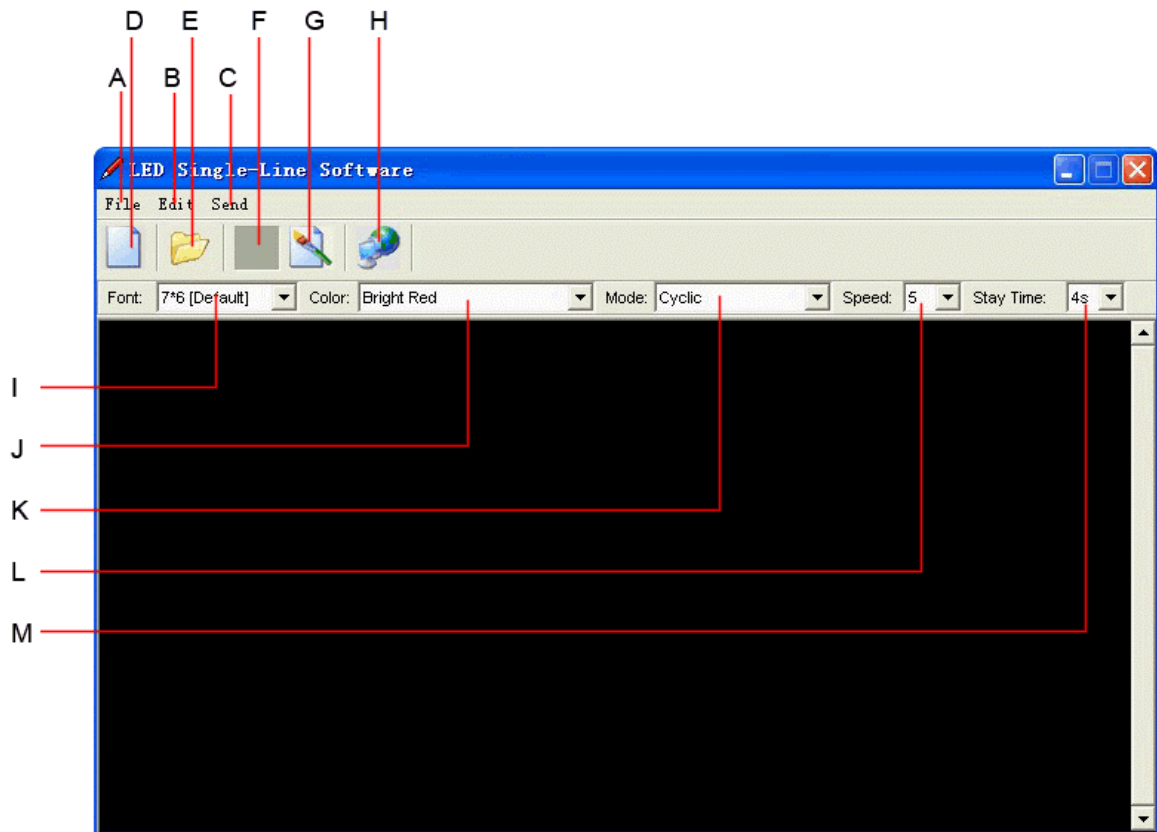 D E F G H
A B C
LED Single-Line Software
File Edit Send
Font: 7*6 [Default] Color: Bright Red Mode: Cyclic Speed: 5 Stay Time: 4s
I
J
K
L
M